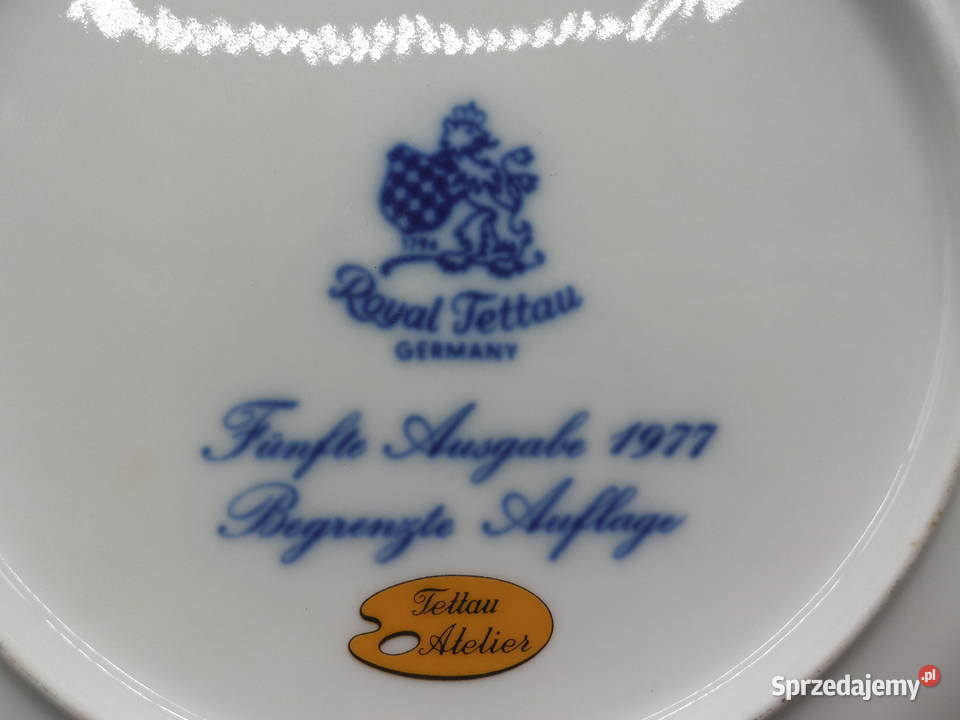 1794
Royal Tettau
GERMANY
Fünfte Ausgabe 1977
Begrenzte Auflage
Tettau
Atelier
Sprzedajemy.pl